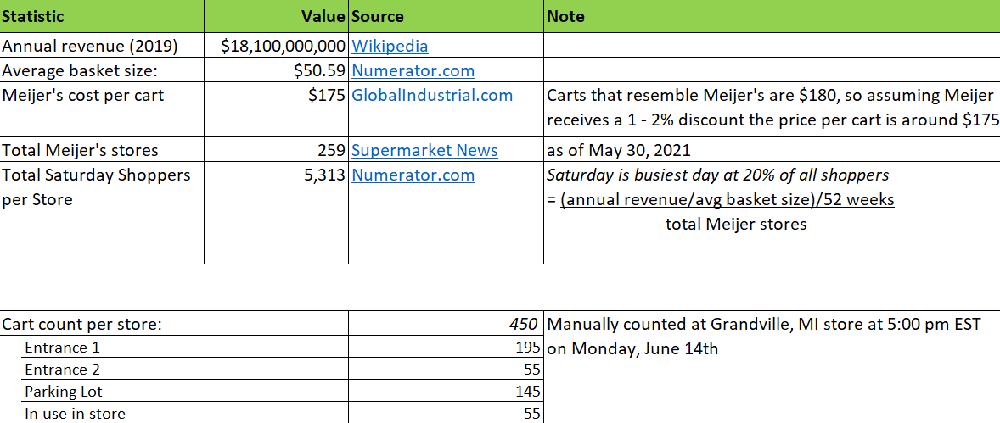 Statistic Value Source Note
Annual revenue (2019) $18,100,000,000 Wikipedia
Average basket size: $50.59 Numerator.com
Meijer's cost per cart $175 GlobalIndustrial.com Carts that resemble Meijer's are $180, so assuming Meijer
receives a 1 - 2% discount the price per cart is around $175
Total Meijer's stores 259 Supermarket News as of May 30, 2021
Total Saturday Shoppers 5,313 Numerator.com Saturday is busiest day at 20% of all shoppers
per Store = (annual revenue/avg basket size)/52 weeks
total Meijer stores
Cart count per store: 450 Manually counted at Grandville, MI store at 5:00 pm EST
Entrance 1 195 on Monday, June 14th
Entrance 2 55
Parking Lot 145
In use in store 55